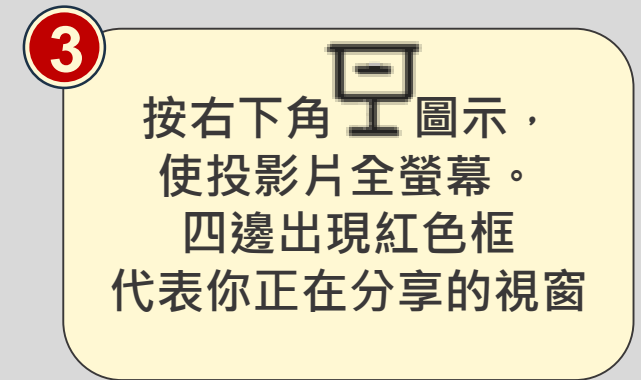 3
按右下角圖示，
使投影片全螢幕。
四邊出現紅色框
代表你正在分享的視窗